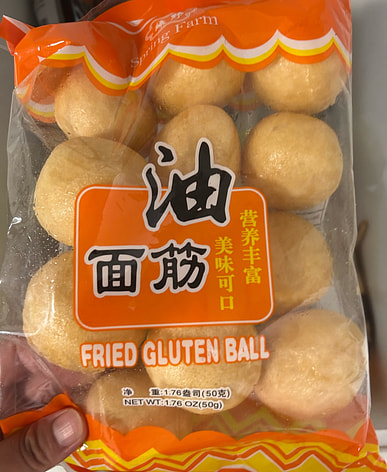 Spring Farm
油
面筋
营养丰富
美味可口
FRIED GLUTEN BALL
净 重:1.76盎司(50克)
NET WT:1.76 OZ(50g)